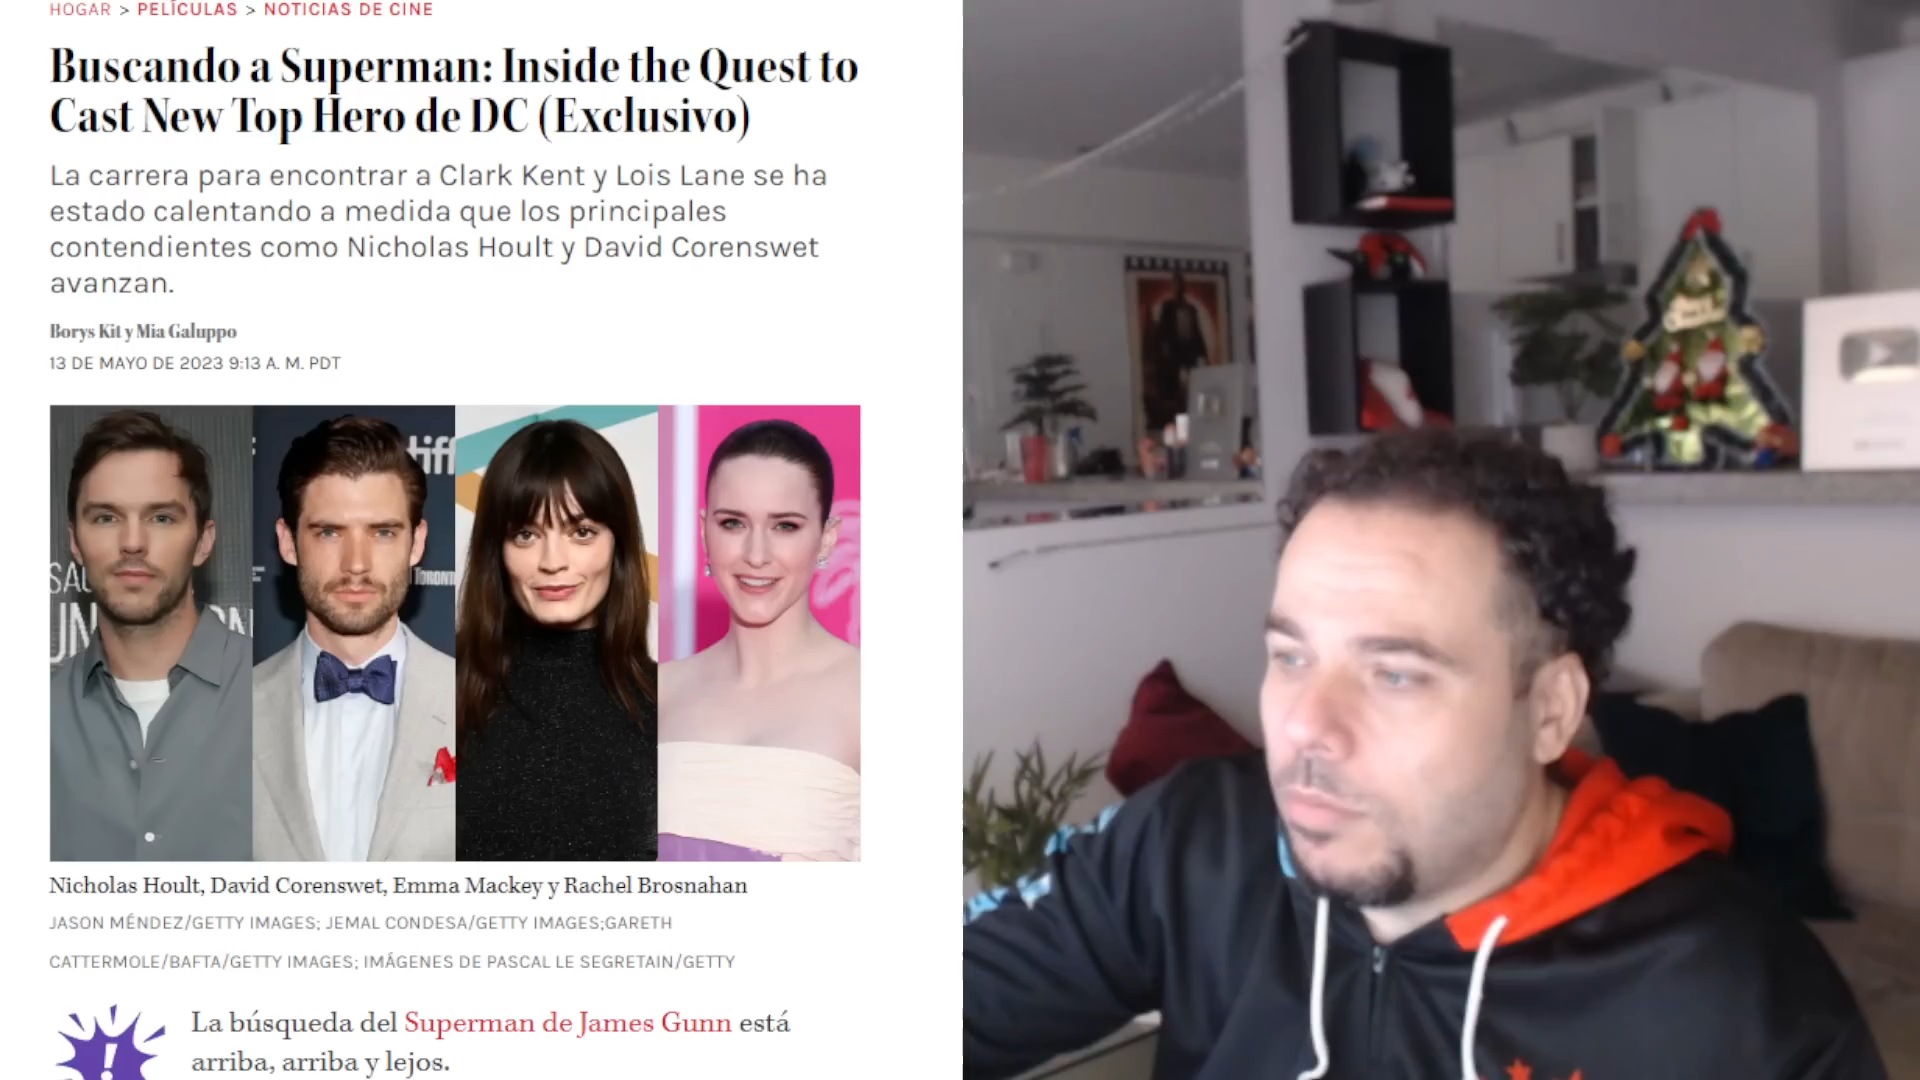 HOGAR > PELÍCULAS > NOTICIAS DE CINE
Buscando a Superman: Inside the Quest to
Cast New Top Hero de DC (Exclusivo)
La carrera para encontrar a Clark Kent y Lois Lane se ha
estado calentando a medida que los principales
contendientes como Nicholas Hoult y David Corenswet
avanzan.
Borys Kit y Mia Galuppo
13 DE MAYO DE 2023 9:13 A. M. PDT
tiff
TORONTO
Nicholas Hoult, David Corenswet, Emma Mackey y Rachel Brosnahan
JASON MÉNDEZ/GETTY IMAGES; JEMAL CONDESA/GETTY IMAGES;GARETH
CATTERMOLE/BAFTA/GETTY IMAGES; IMÁGENES DE PASCAL LE SEGRETAIN/GETTY
La búsqueda del Superman de James Gunn está
arriba, arriba y lejos.